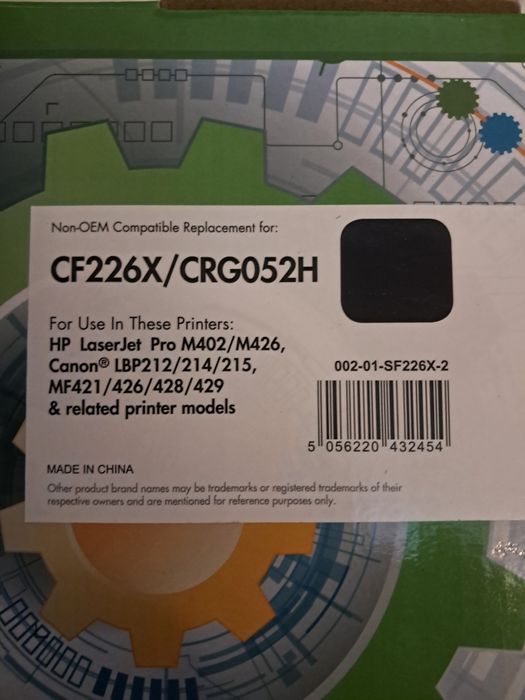 Non-OEM Compatible Replacement for:
CF226X/CRG052H
For Use In These Printers:
HP LaserJet Pro M402/M426,
Canon® LBP212/214/215,
MF421/426/428/429
& related printer models
002-01-SF226X-2
5 056220 432454
MADE IN CHINA
Other product brand names may be trademarks or registered trademarks of their
respective owners and are mentioned for reference purposes only.